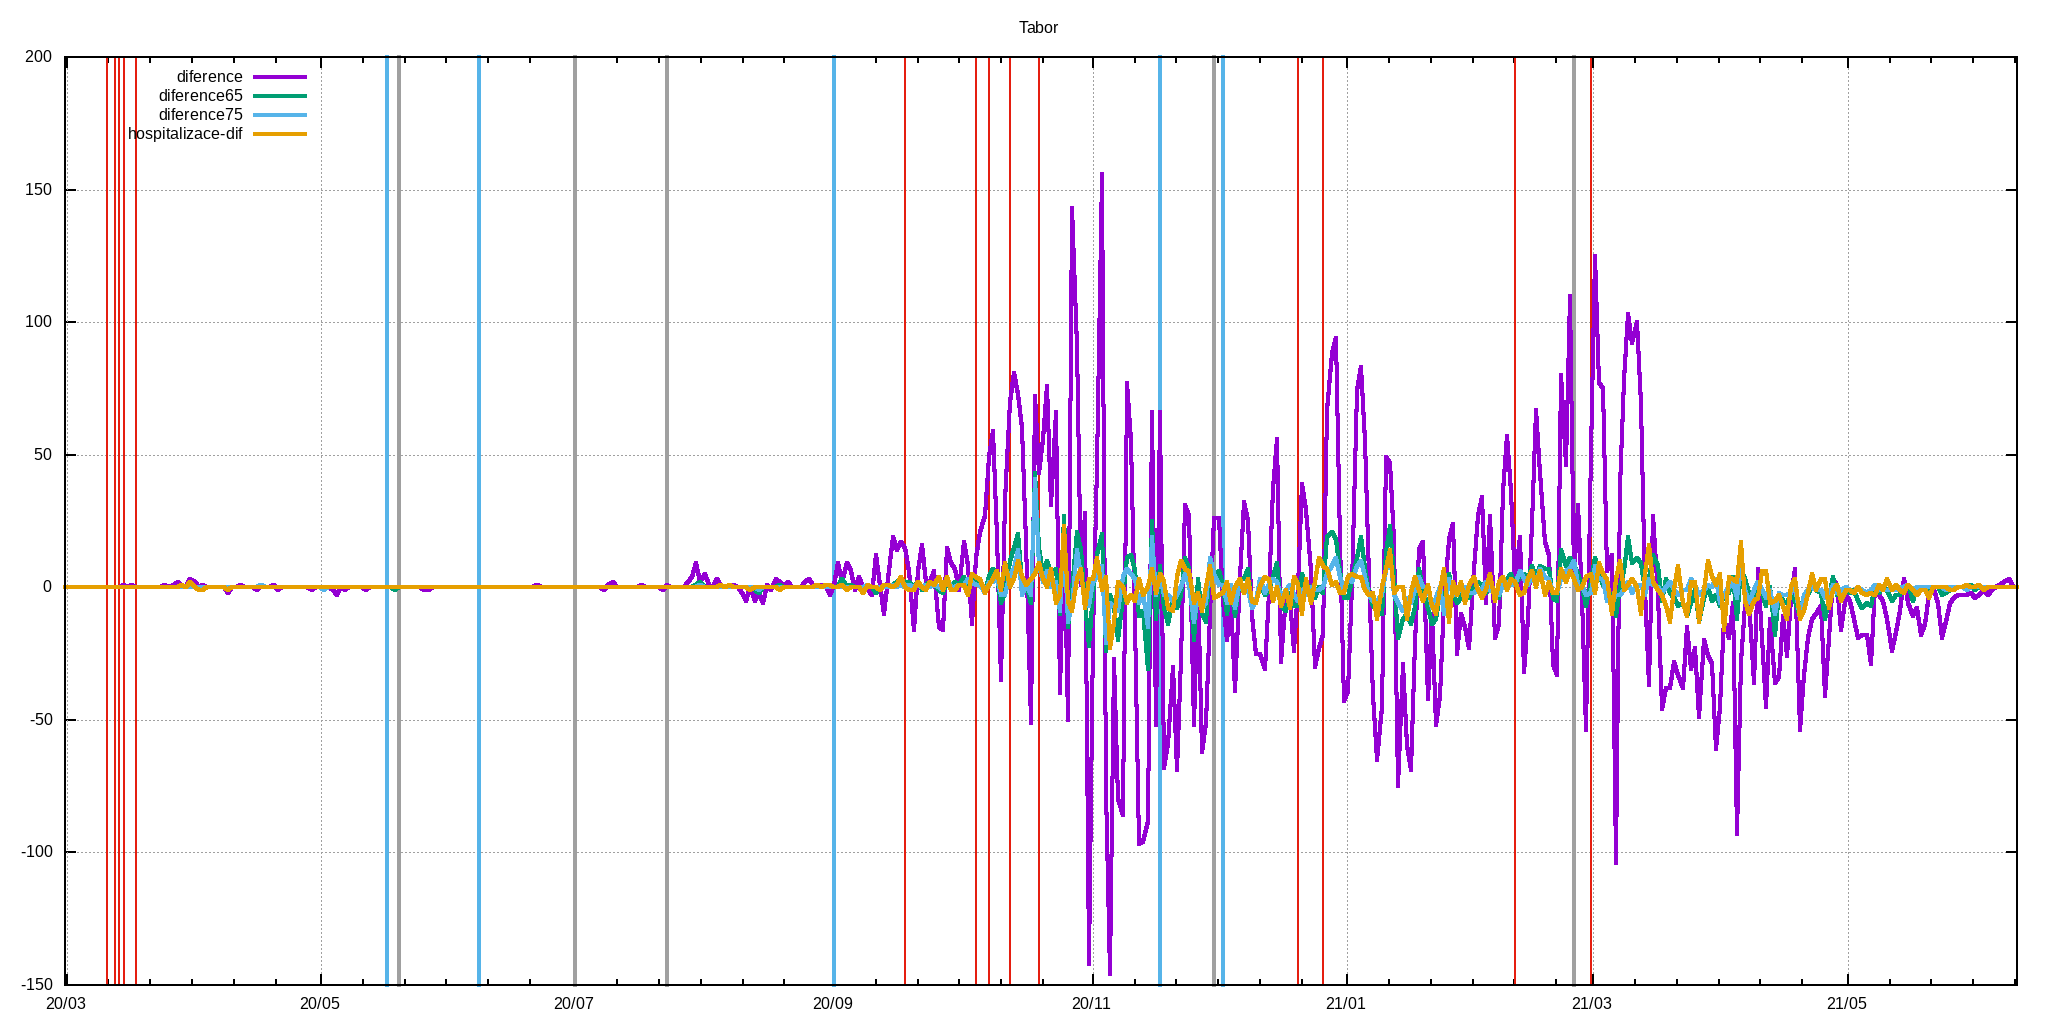 Tabor
200
150
100
50
0
-50
-100
-150
diference
diference65
diference75
hospitalizace-dif
20/03 20/05 20/07 20/09 20/11 21/01 21/03 21/05